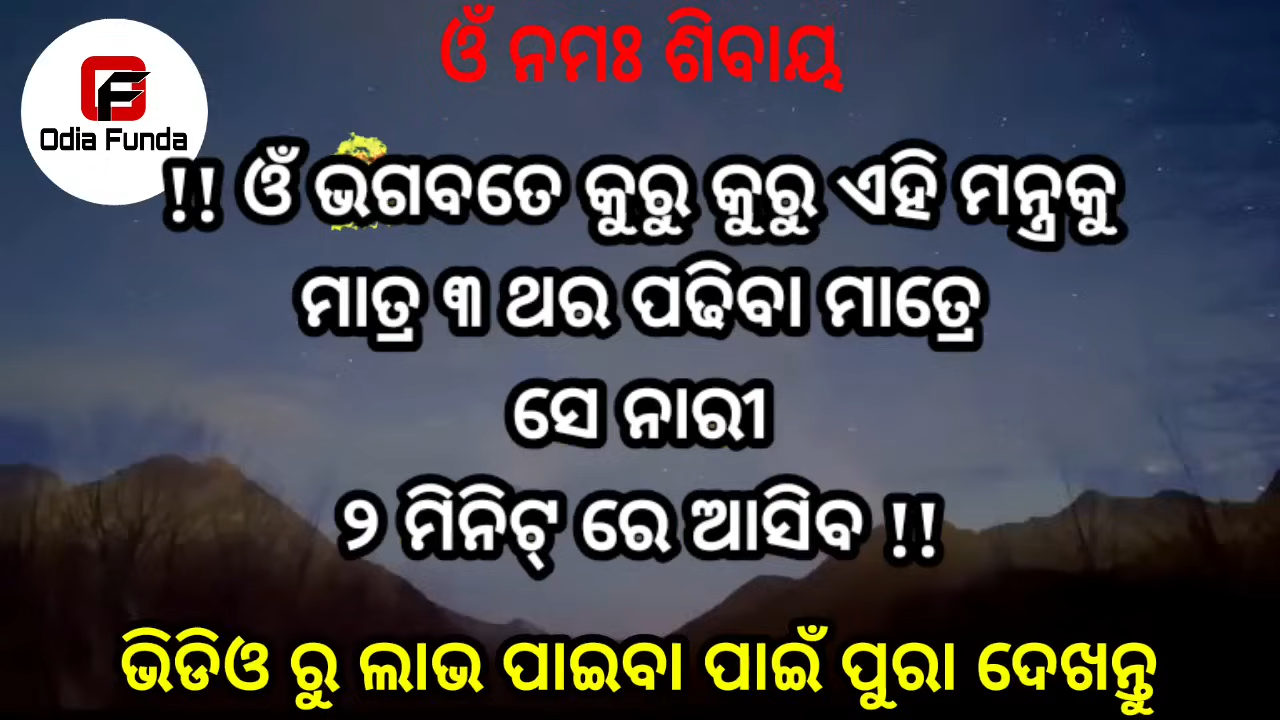 ଓଁ ନମଃ ଶିବାୟ
Odia Funda
!! ଓଁ ଭଗବତେ କୁରୁ କୁରୁ ଏହି ମନ୍ତ୍ରକୁ
ମାତ୍ର ୩ ଥର ପଢିବା ମାତ୍ରେ
ସେ ନାରୀ
୨ ମିନିଟ୍ ରେ ଆସିବ !!
ଭିଡିଓ ରୁ ଲାଭ ପାଇବା ପାଇଁ ପୁରା ଦେଖନ୍ତୁ